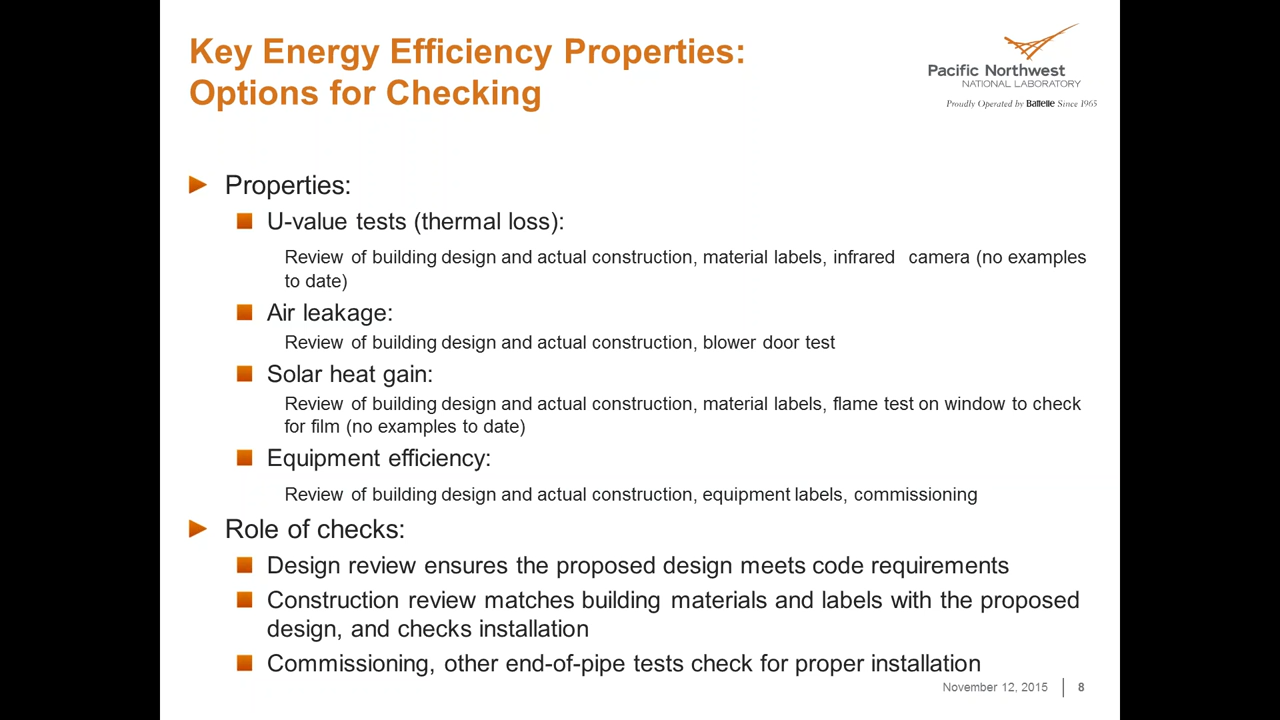 Key Energy Efficiency Properties:
Options for Checking
Pacific Northwest
NATIONAL LABORATORY
Proudly Operated by Battelle Since 1965
Properties:
U-value tests (thermal loss):
Review of building design and actual construction, material labels, infrared camera (no examples
to date)
Air leakage:
Review of building design and actual construction, blower door test
Solar heat gain:
Review of building design and actual construction, material labels, flame test on window to check
for film (no examples to date)
Equipment efficiency:
Review of building design and actual construction, equipment labels, commissioning
Role of checks:
Design review ensures the proposed design meets code requirements
Construction review matches building materials and labels with the proposed
design, and checks installation
Commissioning, other end-of-pipe tests check for proper installation
November 12, 2015 | 8